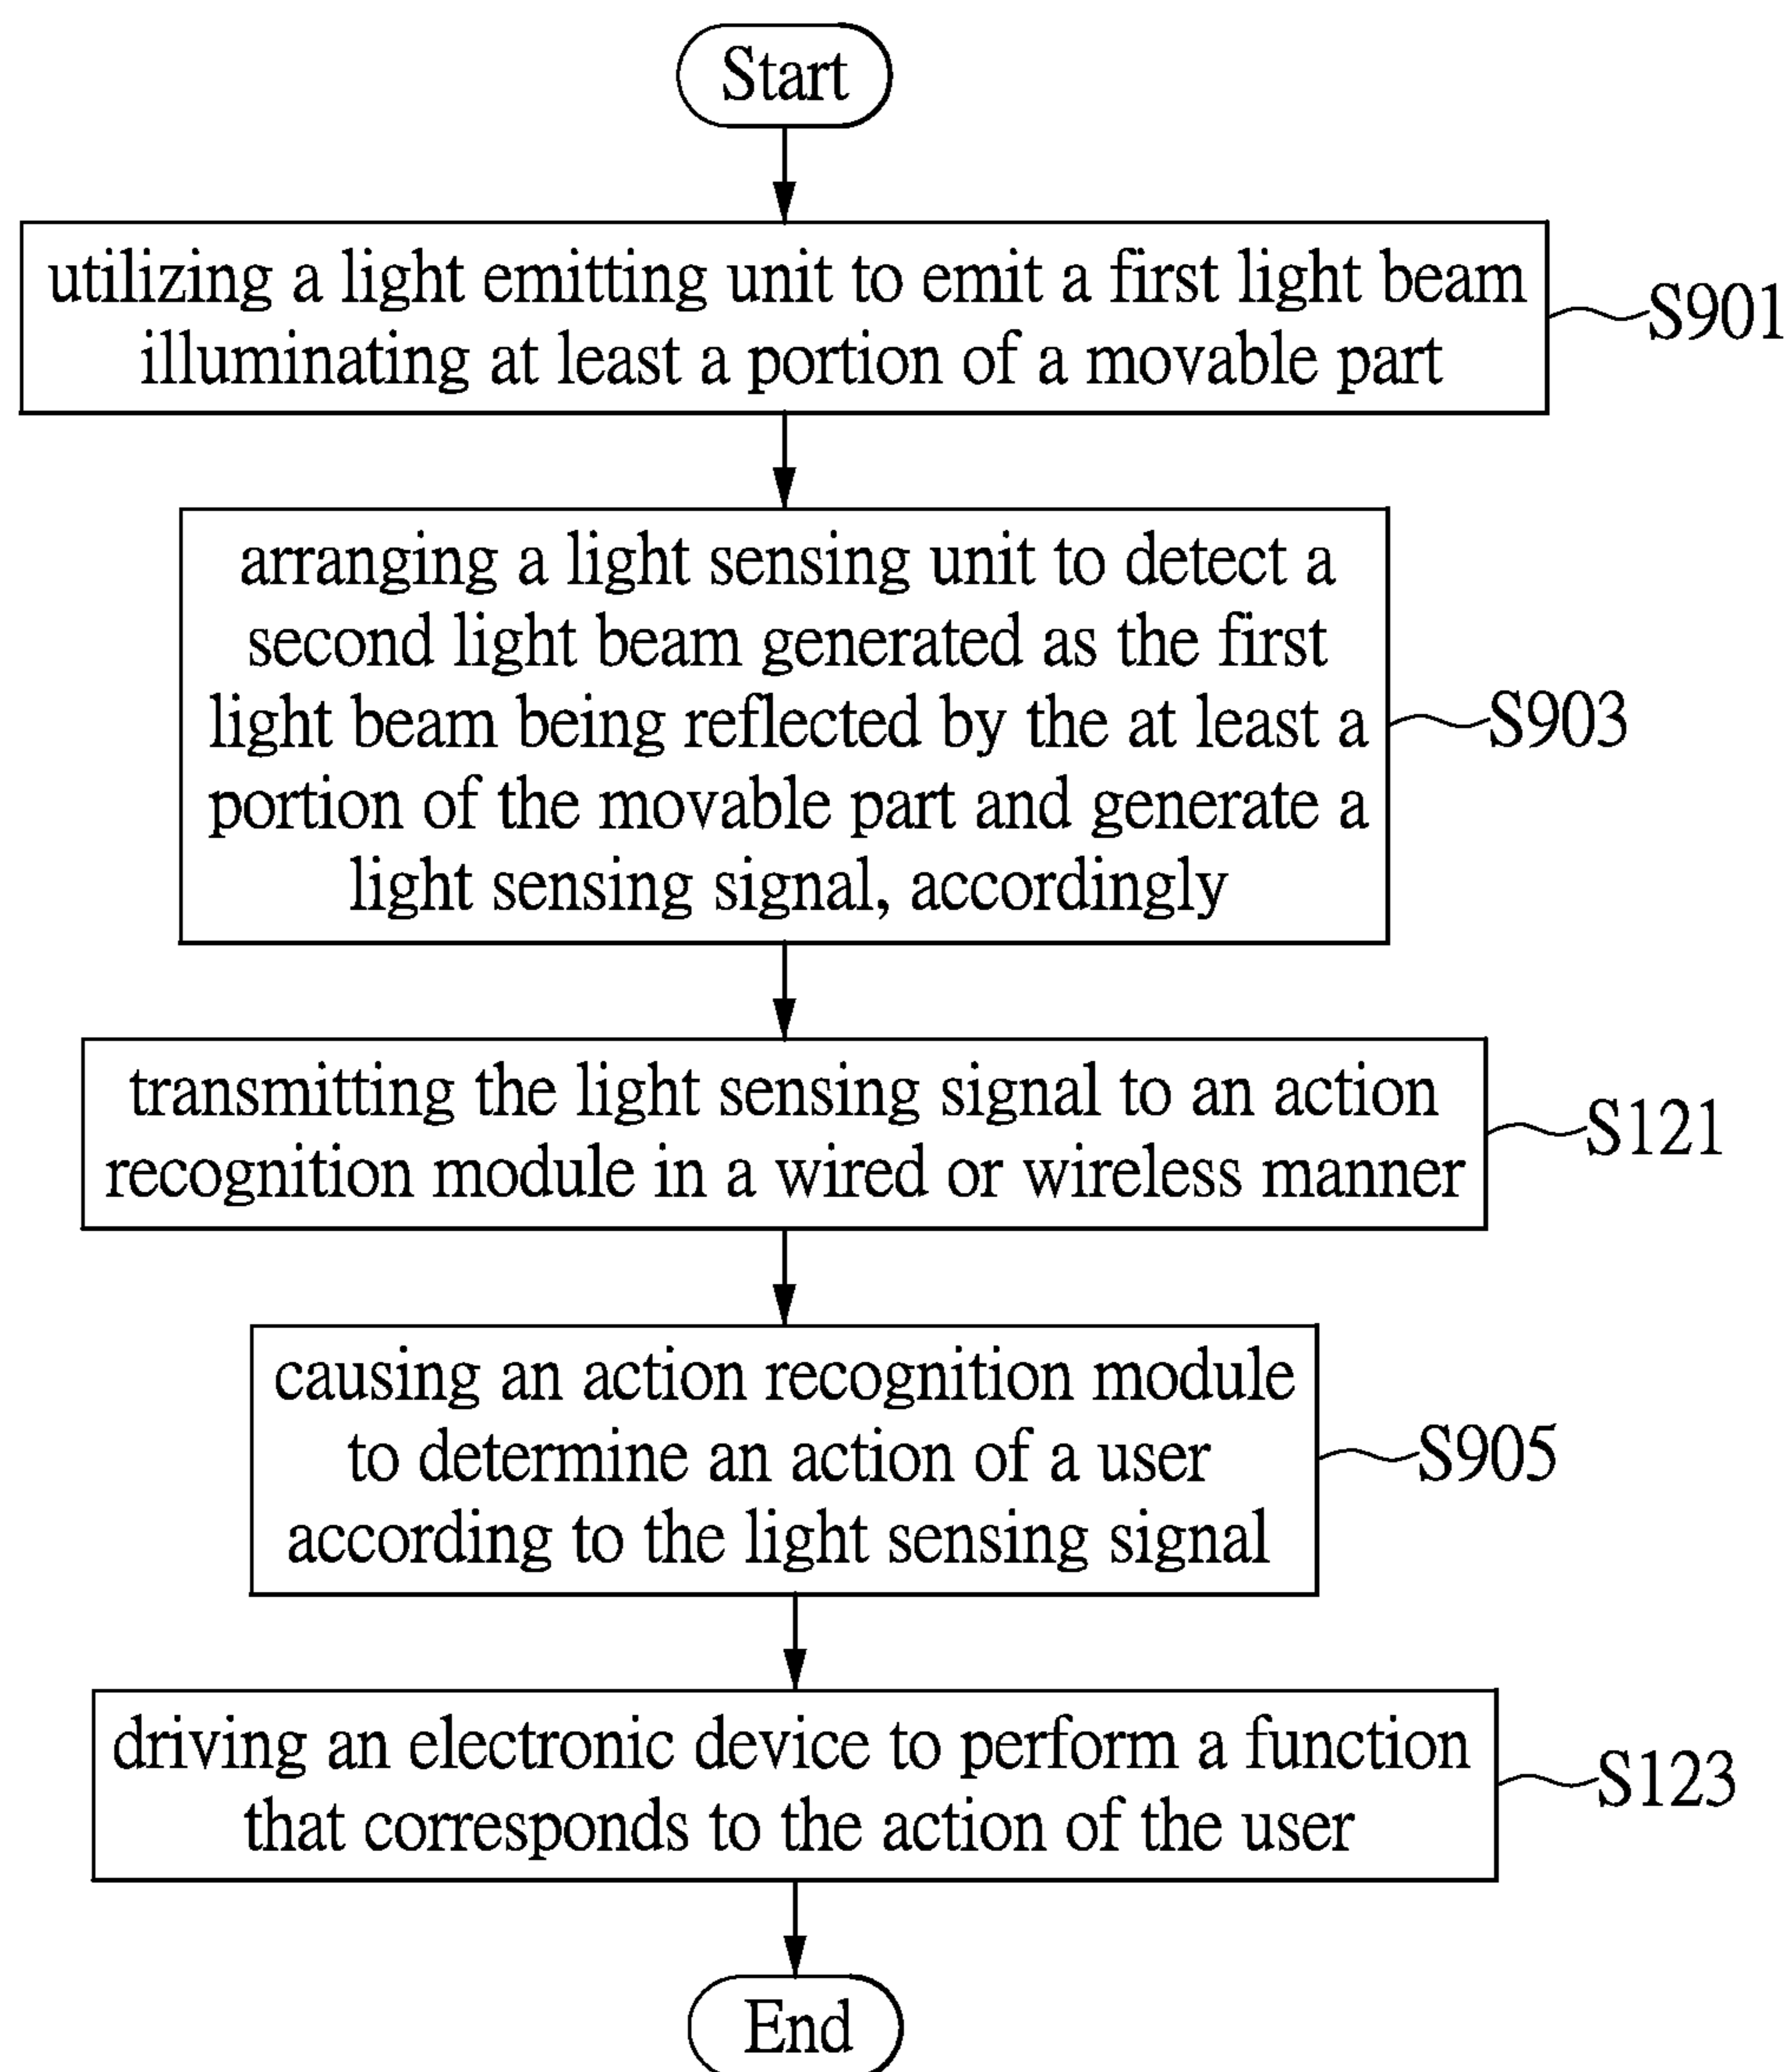 Start
utilizing a light emitting unit to emit a first light beam
illuminating at least a portion of a movable part
S901
arranging a light sensing unit to detect a
second light beam generated as the first
light beam being reflected by the at least a
portion of the movable part and generate a
light sensing signal, accordingly
S903
transmitting the light sensing signal to an action
recognition module in a wired or wireless manner
S121
causing an action recognition module
to determine an action of a user
according to the light sensing signal
S905
driving an electronic device to perform a function
that corresponds to the action of the user
S123
End